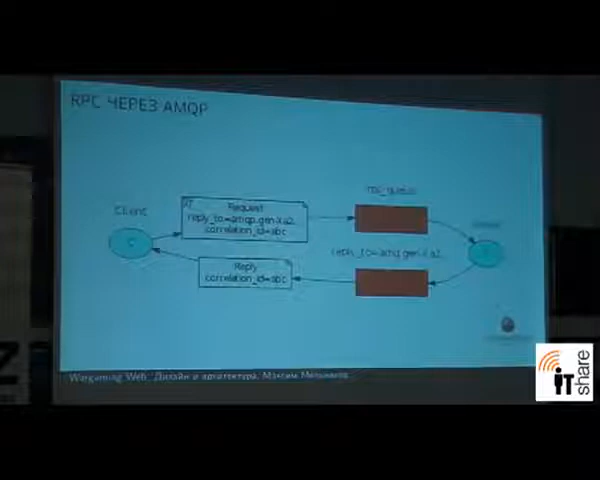 RPC ЧЕРЕЗ AMQP
Client
Request
reply_to=amqp.gen-Xa2..
correlation_id=abc
rpc_queue
C
reply_to=amq.gen-Xa2..
Reply
correlation_id=abc
Wargaming Web: Дизайн и архитектура. Максим Мельников
iT share